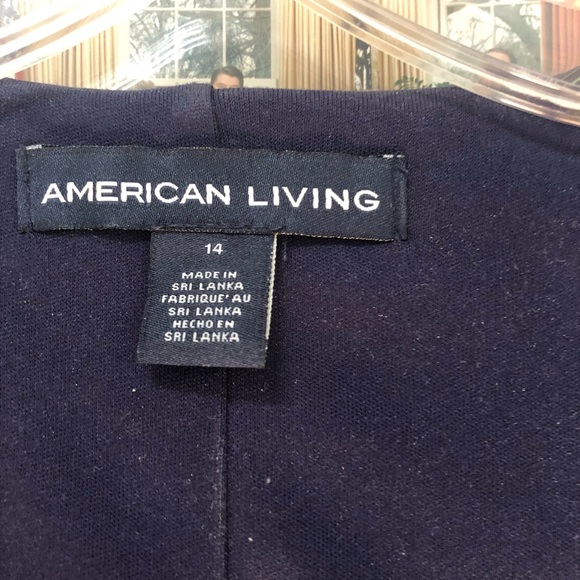 AMERICAN LIVING
14
MADE IN
SRI LANKA
FABRIQUE' AU
SRI LANKA
HECHO EN
SRI LANKA